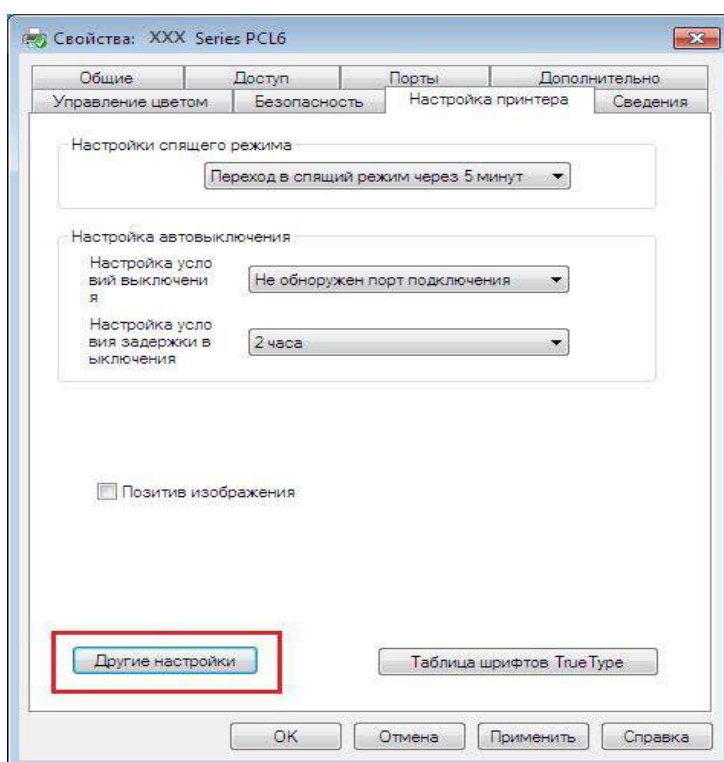 Свойства: XXX Series PCL6
Общие Доступ Порты Дополнительно
Управление цветом Безопасность Настройка принтера Сведения
Настройки спящего режима
Переход в спящий режим через 5 минут
Настройка автовыключения
Настройка усло
вий выключени
я
Не обноружен порт подключения
Настройка усло
вия задержки в
ыключения
2 часа
Позитив изображения
Другие настройки Таблица шрифтов TrueType
OK Отмена Применить Справка